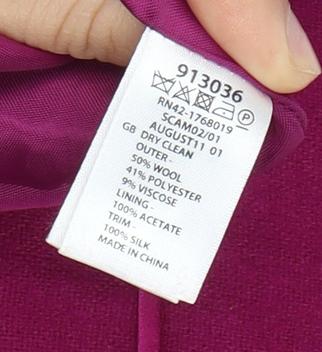 913036
P
RN42-1768019
SCAM02/01
AUGUST11 01
GB DRY CLEAN
OUTER-
50% WOOL
41% POLYESTER
9% VISCOSE
LINING-
100% ACETATE
TRIM-
100% SILK
MADE IN CHINA